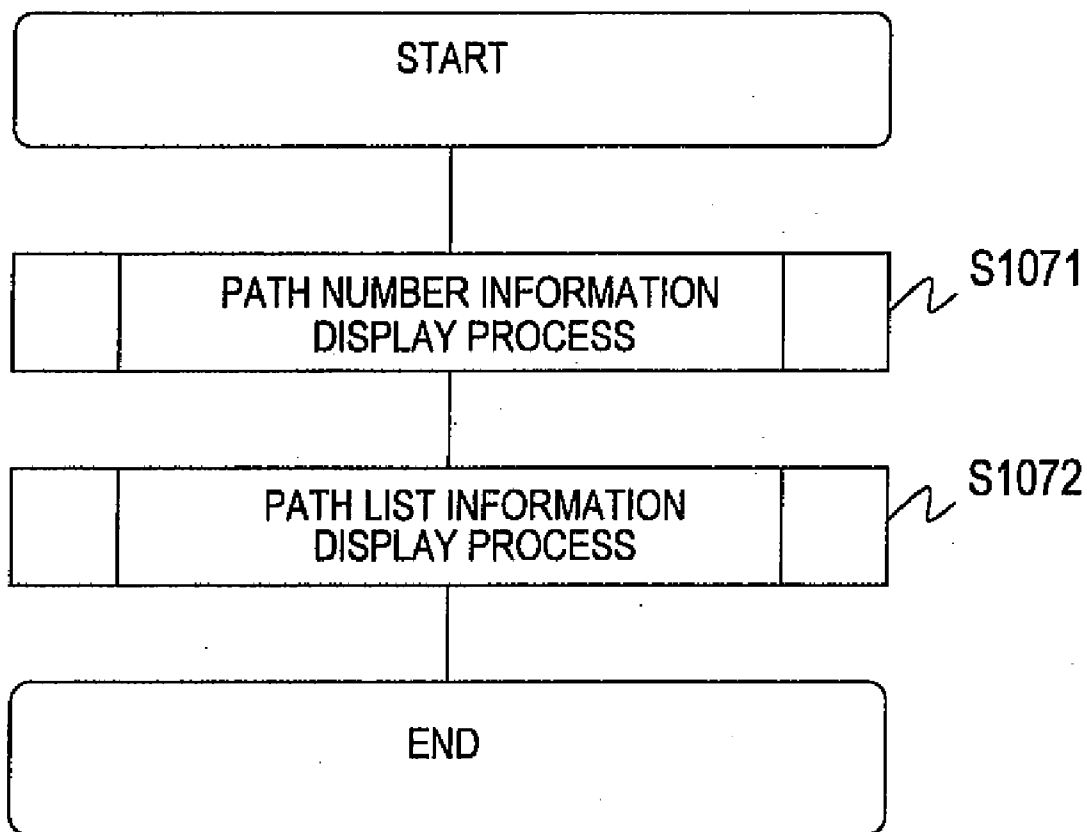 START
PATH NUMBER INFORMATION
DISPLAY PROCESS
S1071
PATH LIST INFORMATION
DISPLAY PROCESS
S1072
END